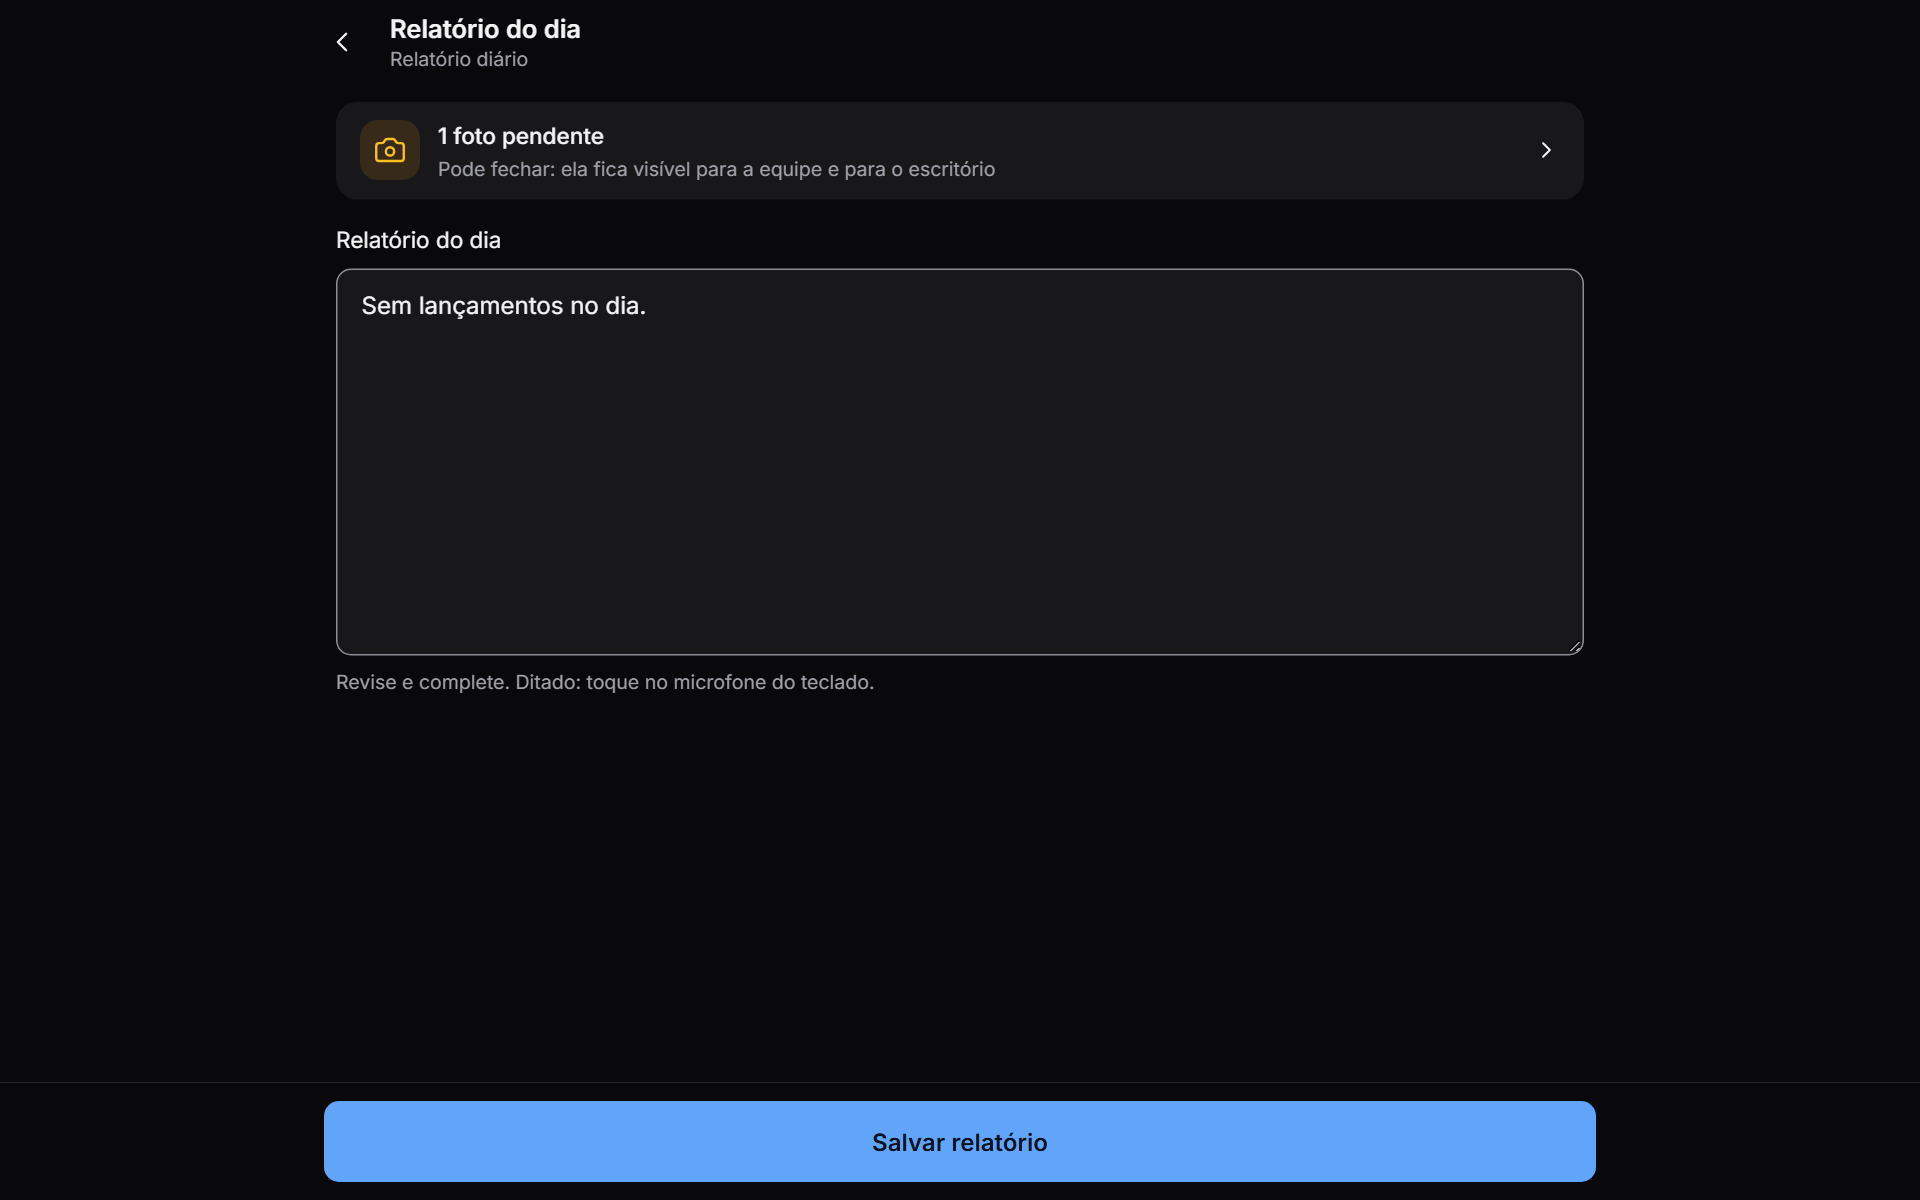 Relatório do dia
Relatório diário
1 foto pendente
Pode fechar: ela fica visível para a equipe e para o escritório
Relatório do dia
Sem lançamentos no dia.
Revise e complete. Ditado: toque no microfone do teclado.
Salvar relatório